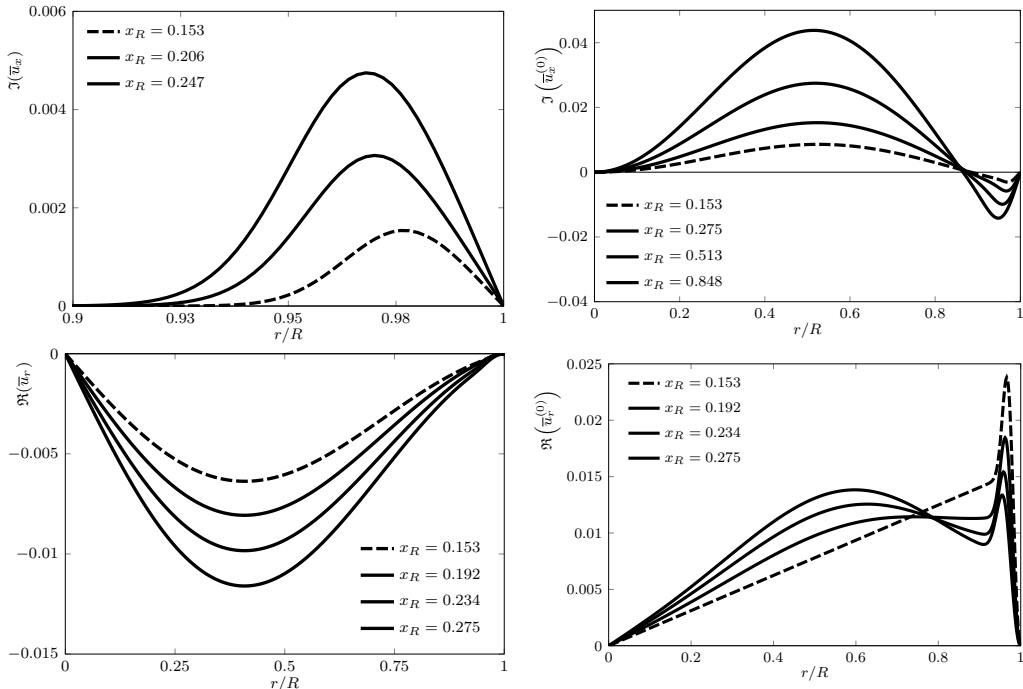 0.006
0.004
0.002
0
ℑ(u̅ₓ)
x_R = 0.153
x_R = 0.206
x_R = 0.247
0.9 0.93 0.95 0.98 1
r/R
0.04
0.02
0
−0.02
−0.04
ℑ(u̅ₓ⁽⁰⁾)
x_R = 0.153
x_R = 0.275
x_R = 0.513
x_R = 0.848
0 0.2 0.4 0.6 0.8 1
r/R
0
−0.005
−0.01
−0.015
ℜ(u̅ᵣ)
x_R = 0.153
x_R = 0.192
x_R = 0.234
x_R = 0.275
0 0.25 0.5 0.75 1
r/R
0.025
0.02
0.015
0.01
0.005
0
ℜ(u̅ᵣ⁽⁰⁾)
x_R = 0.153
x_R = 0.192
x_R = 0.234
x_R = 0.275
0 0.2 0.4 0.6 0.8 1
r/R